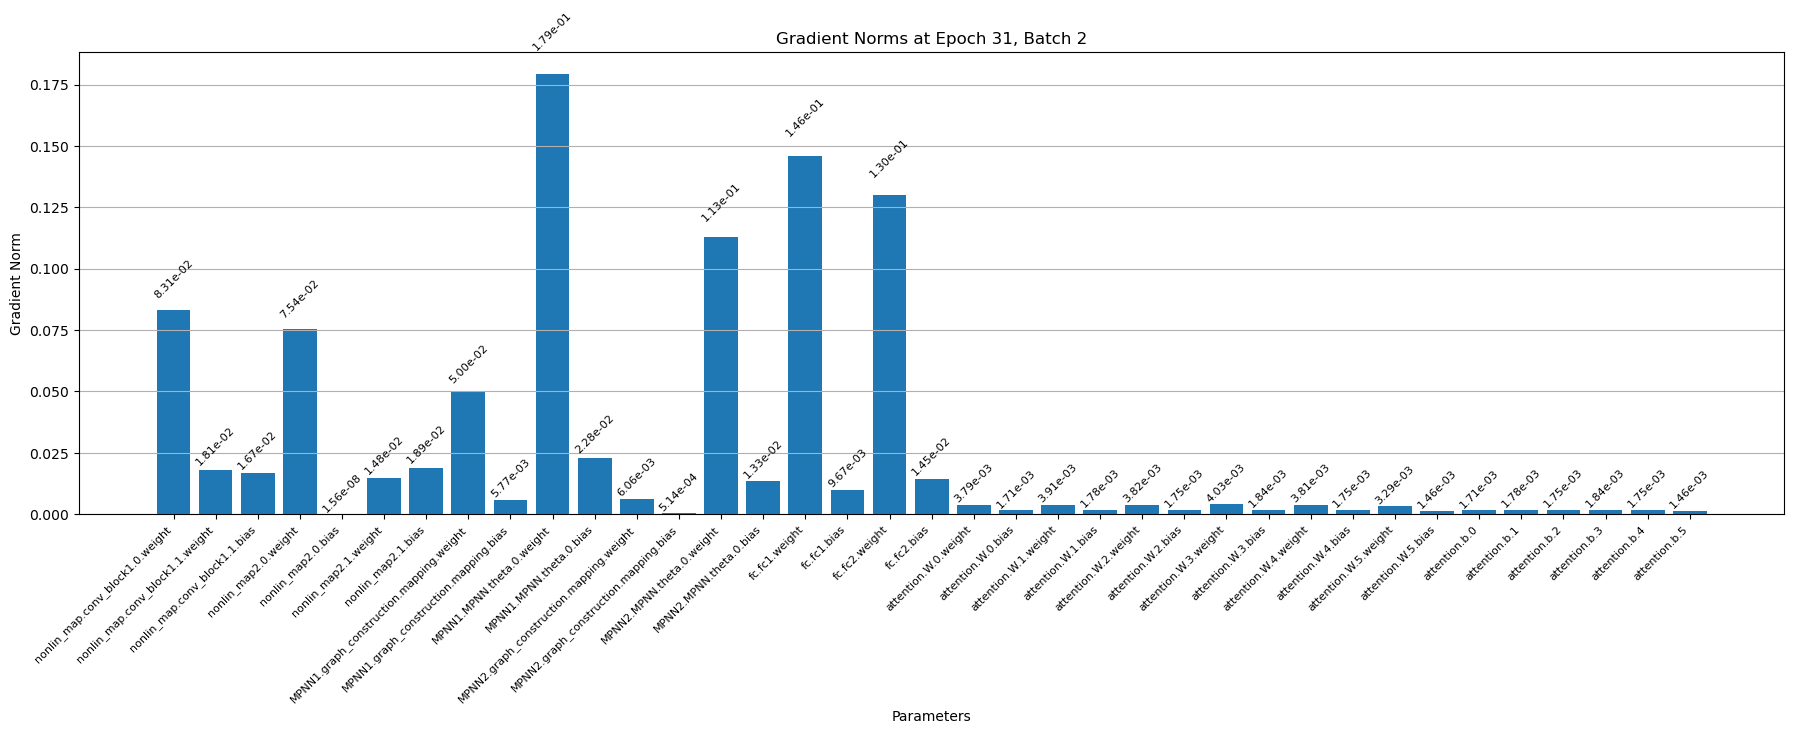 Gradient Norms at Epoch 31, Batch 2
Gradient Norm
0.175
0.150
0.125
0.100
0.075
0.050
0.025
0.000
8.31e-02
1.81e-02
1.67e-02
7.54e-02
1.56e-08
1.48e-02
1.89e-02
5.00e-02
5.77e-03
1.79e-01
2.28e-02
6.06e-03
5.14e-04
1.13e-01
1.33e-02
1.46e-01
9.67e-03
1.30e-01
1.45e-02
3.79e-03
1.71e-03
3.91e-03
1.78e-03
3.82e-03
1.75e-03
4.03e-03
1.84e-03
3.81e-03
1.75e-03
3.29e-03
1.46e-03
1.71e-03
1.78e-03
1.75e-03
1.84e-03
1.75e-03
1.46e-03
nonlin_map.conv_block1.0.weight
nonlin_map.conv_block1.1.weight
nonlin_map.conv_block1.1.bias
nonlin_map2.0.weight
nonlin_map2.0.bias
nonlin_map2.1.weight
nonlin_map2.1.bias
MPNN1.graph_construction.mapping.weight
MPNN1.graph_construction.mapping.bias
MPNN1.MPNN.theta.0.weight
MPNN1.MPNN.theta.0.bias
MPNN2.graph_construction.mapping.weight
MPNN2.graph_construction.mapping.bias
MPNN2.MPNN.theta.0.weight
MPNN2.MPNN.theta.0.bias
fc.fc1.weight
fc.fc1.bias
fc.fc2.weight
fc.fc2.bias
attention.W.0.weight
attention.W.0.bias
attention.W.1.weight
attention.W.1.bias
attention.W.2.weight
attention.W.2.bias
attention.W.3.weight
attention.W.3.bias
attention.W.4.weight
attention.W.4.bias
attention.W.5.weight
attention.W.5.bias
attention.b.0
attention.b.1
attention.b.2
attention.b.3
attention.b.4
attention.b.5
Parameters